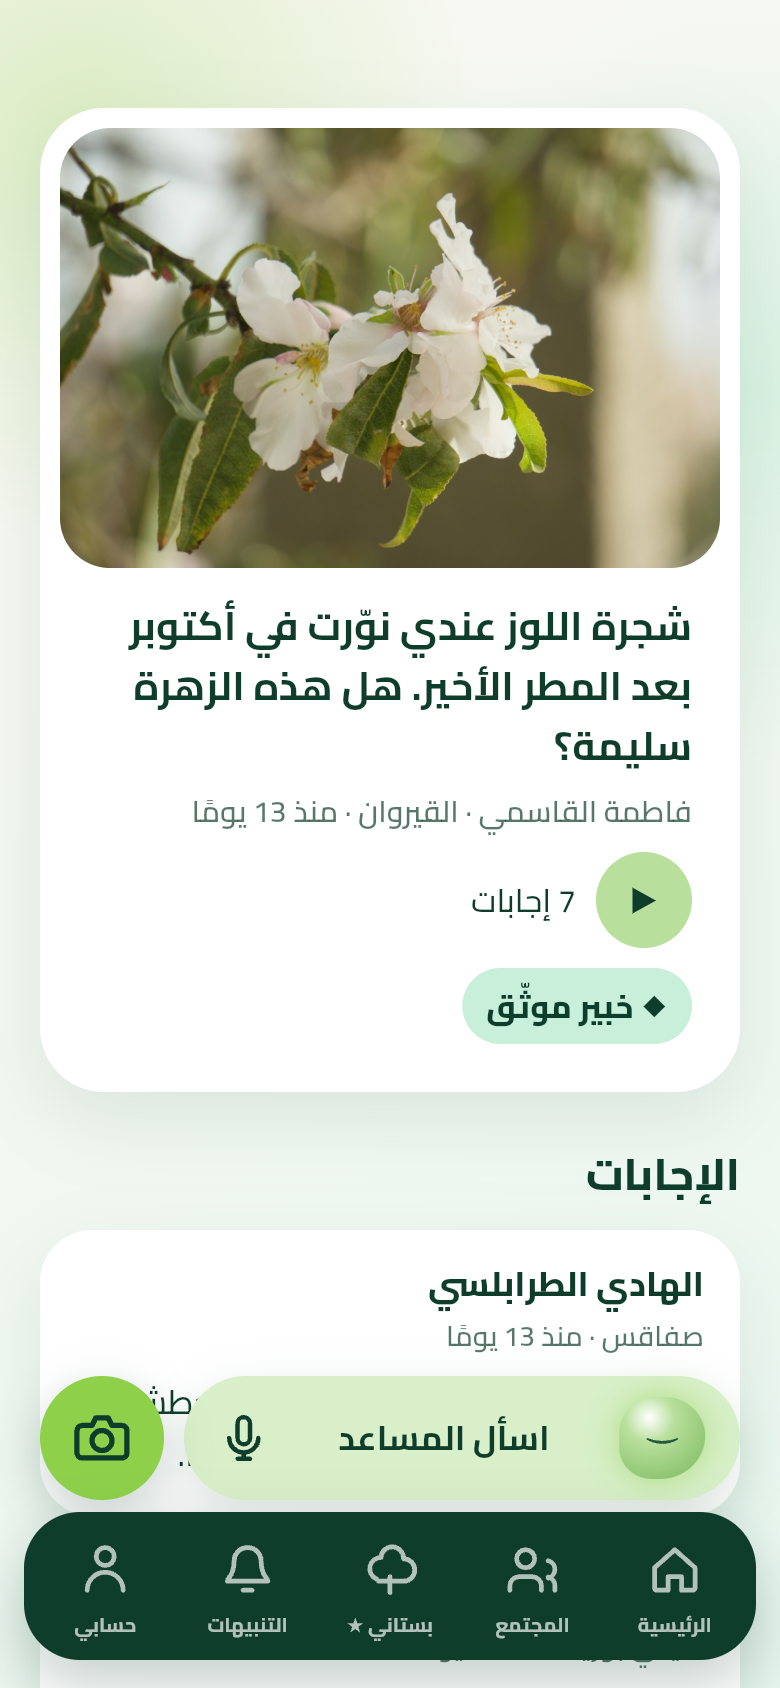 شجرة اللوز عندي نوّرت في أكتوبر
بعد المطر الأخير. هل هذه الزهرة
سليمة؟
فاطمة القاسمي · القيروان · منذ 13 يومًا
7 إجابات
خبير موثّق
الإجابات
الهادي الطرابلسي
صفاقس · منذ 13 يومًا
اسأل المساعد
الرئيسية
المجتمع
بستاني ★
التنبيهات
حسابي